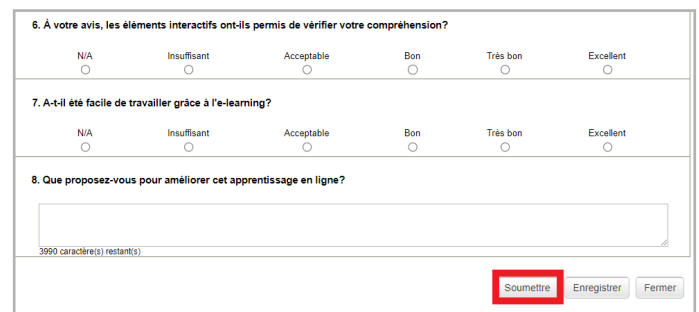 6. À votre avis, les éléments interactifs ont-ils permis de vérifier votre compréhension?
N/A Insuffisant Acceptable Bon Très bon Excellent
7. A-t-il été facile de travailler grâce à l'e-learning?
N/A Insuffisant Acceptable Bon Très bon Excellent
8. Que proposez-vous pour améliorer cet apprentissage en ligne?
3990 caractère(s) restant(s)
Soumettre Enregistrer Fermer